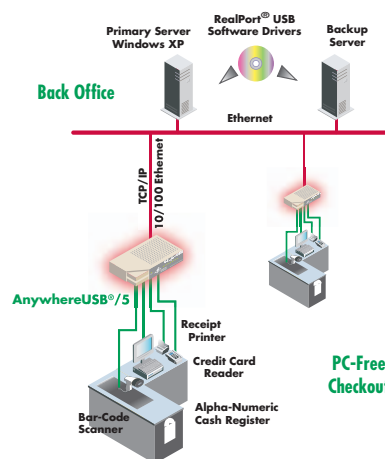 RealPort® USB
Software Drivers
Primary Server
Windows XP
Backup
Server
Back Office
Ethernet
TCP/IP
10/100 Ethernet
AnywhereUSB®/5
Receipt
Printer
Credit Card
Reader
PC-Free
Checkout
Bar-Code
Scanner
Alpha-Numeric
Cash Register